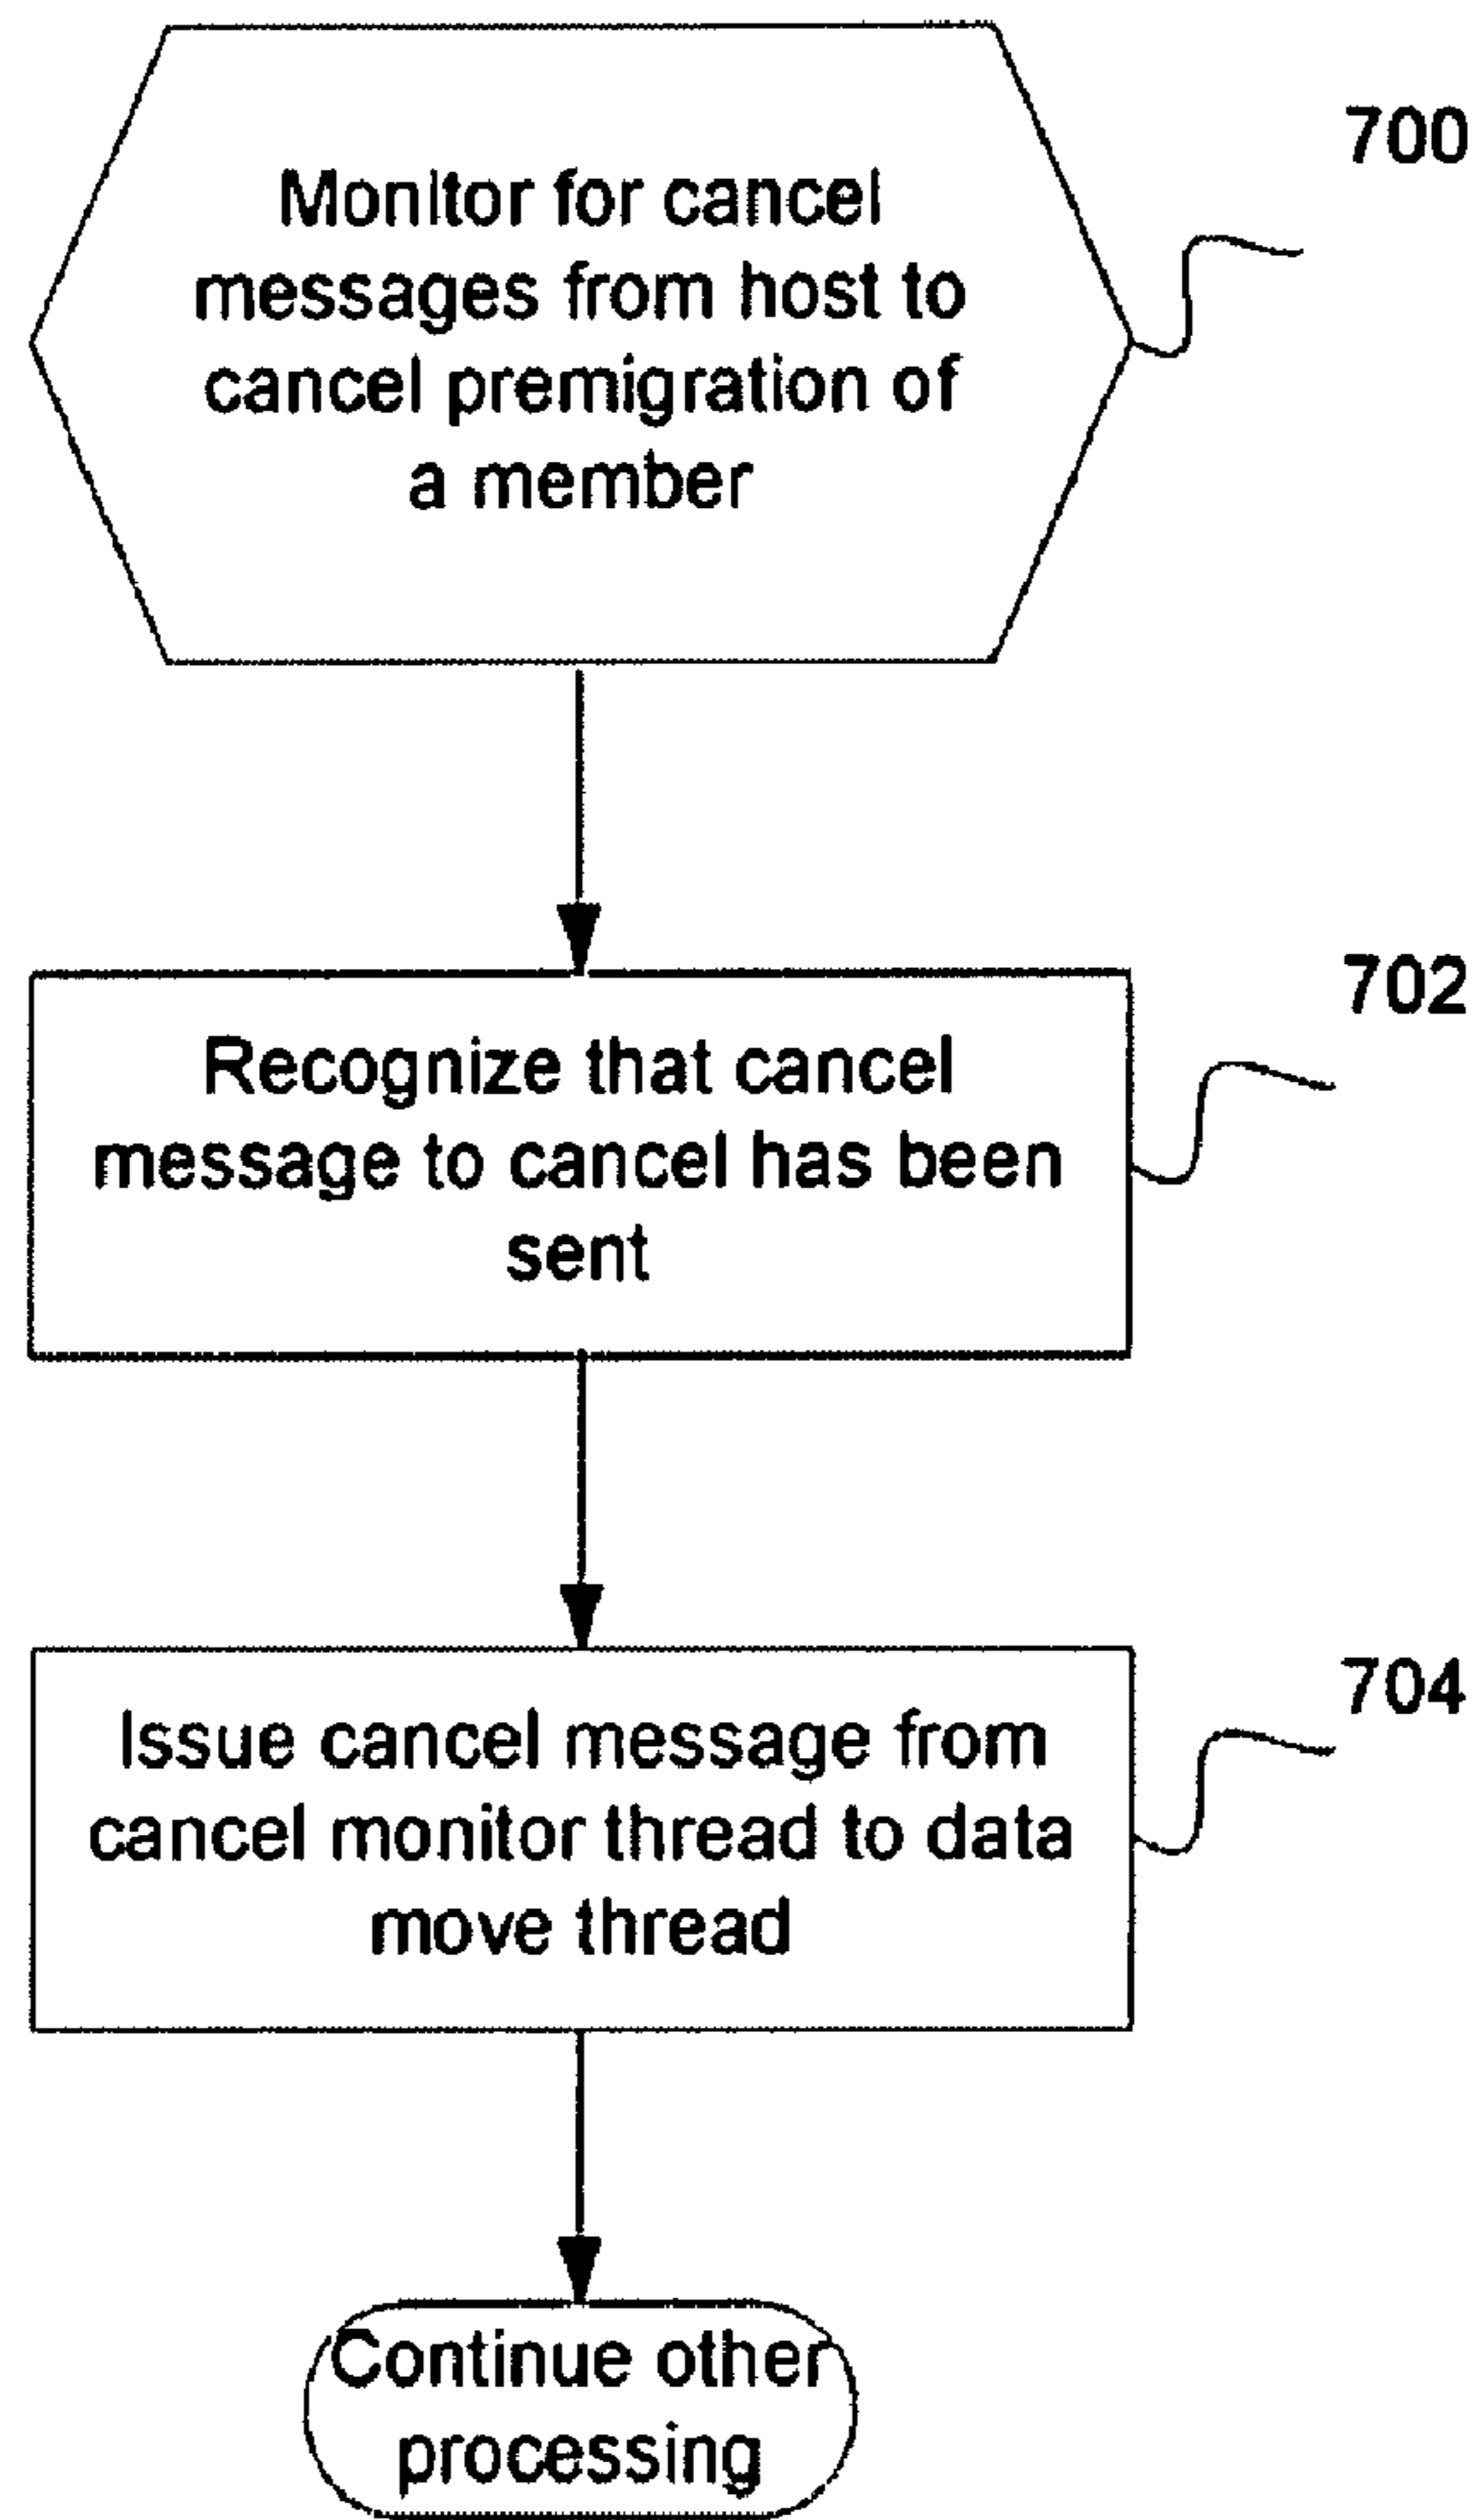 700
Monitor for cancel
messages from host to
cancel premigration of
a member
702
Recognize that cancel
message to cancel has been
sent
704
Issue cancel message from
cancel monitor thread to data
move thread
Continue other
processing